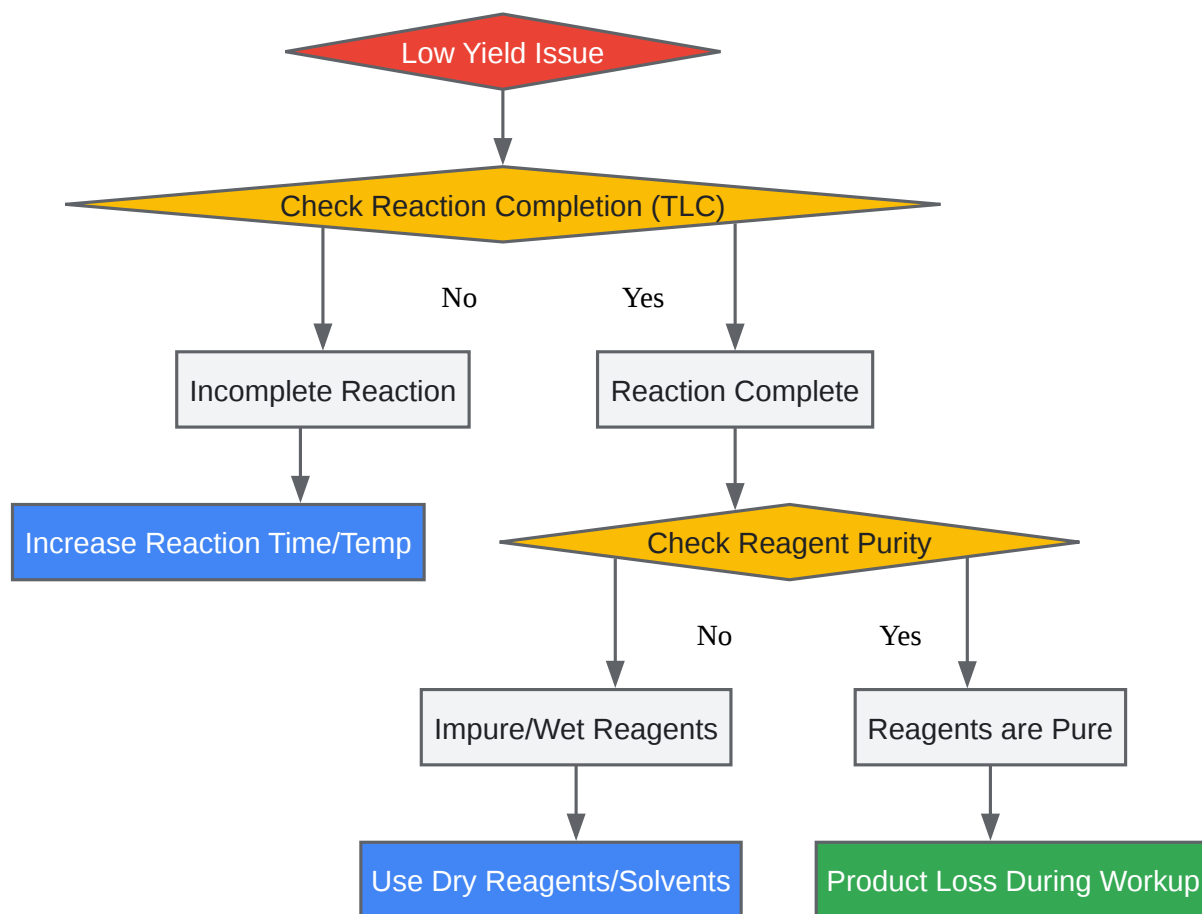 Low Yield Issue
Check Reaction Completion (TLC)
No
Yes
Incomplete Reaction
Reaction Complete
Increase Reaction Time/Temp
Check Reagent Purity
No
Yes
Impure/Wet Reagents
Reagents are Pure
Use Dry Reagents/Solvents
Product Loss During Workup